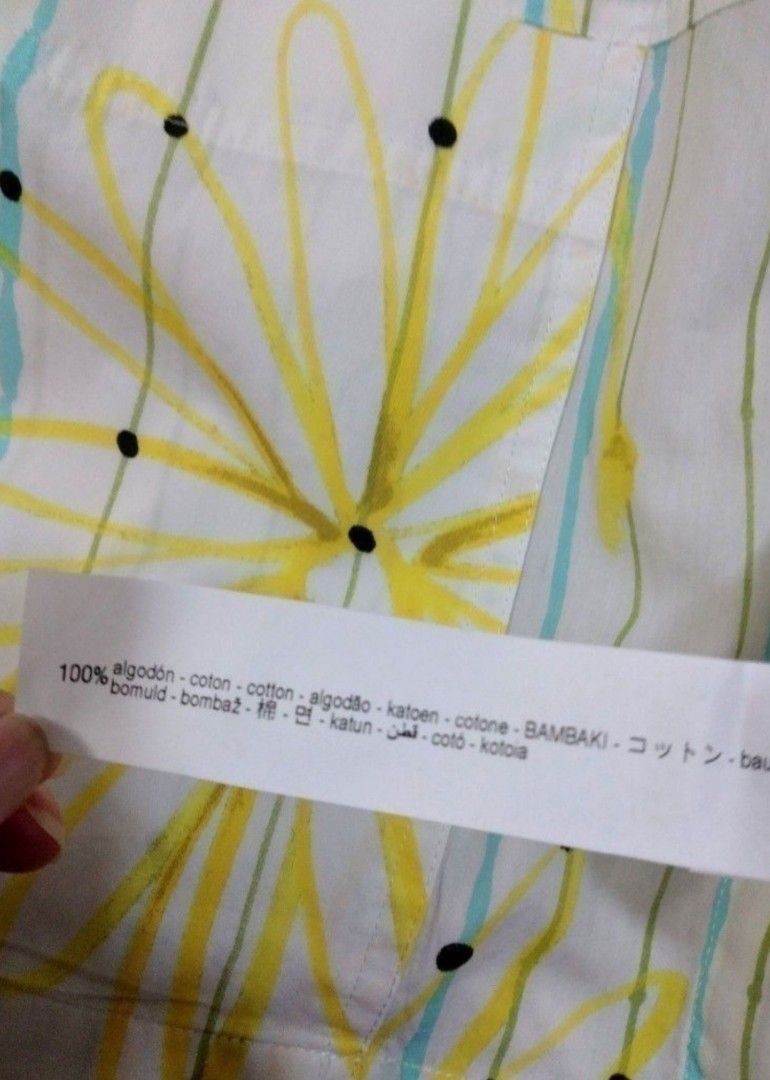 100% algodón - coton - cotton - algodão - katoen - cotone - BAMBAKI - コットン - bau
bomuld - bombaž - 棉 - 면 - katun - قطن - cotó - kotoia